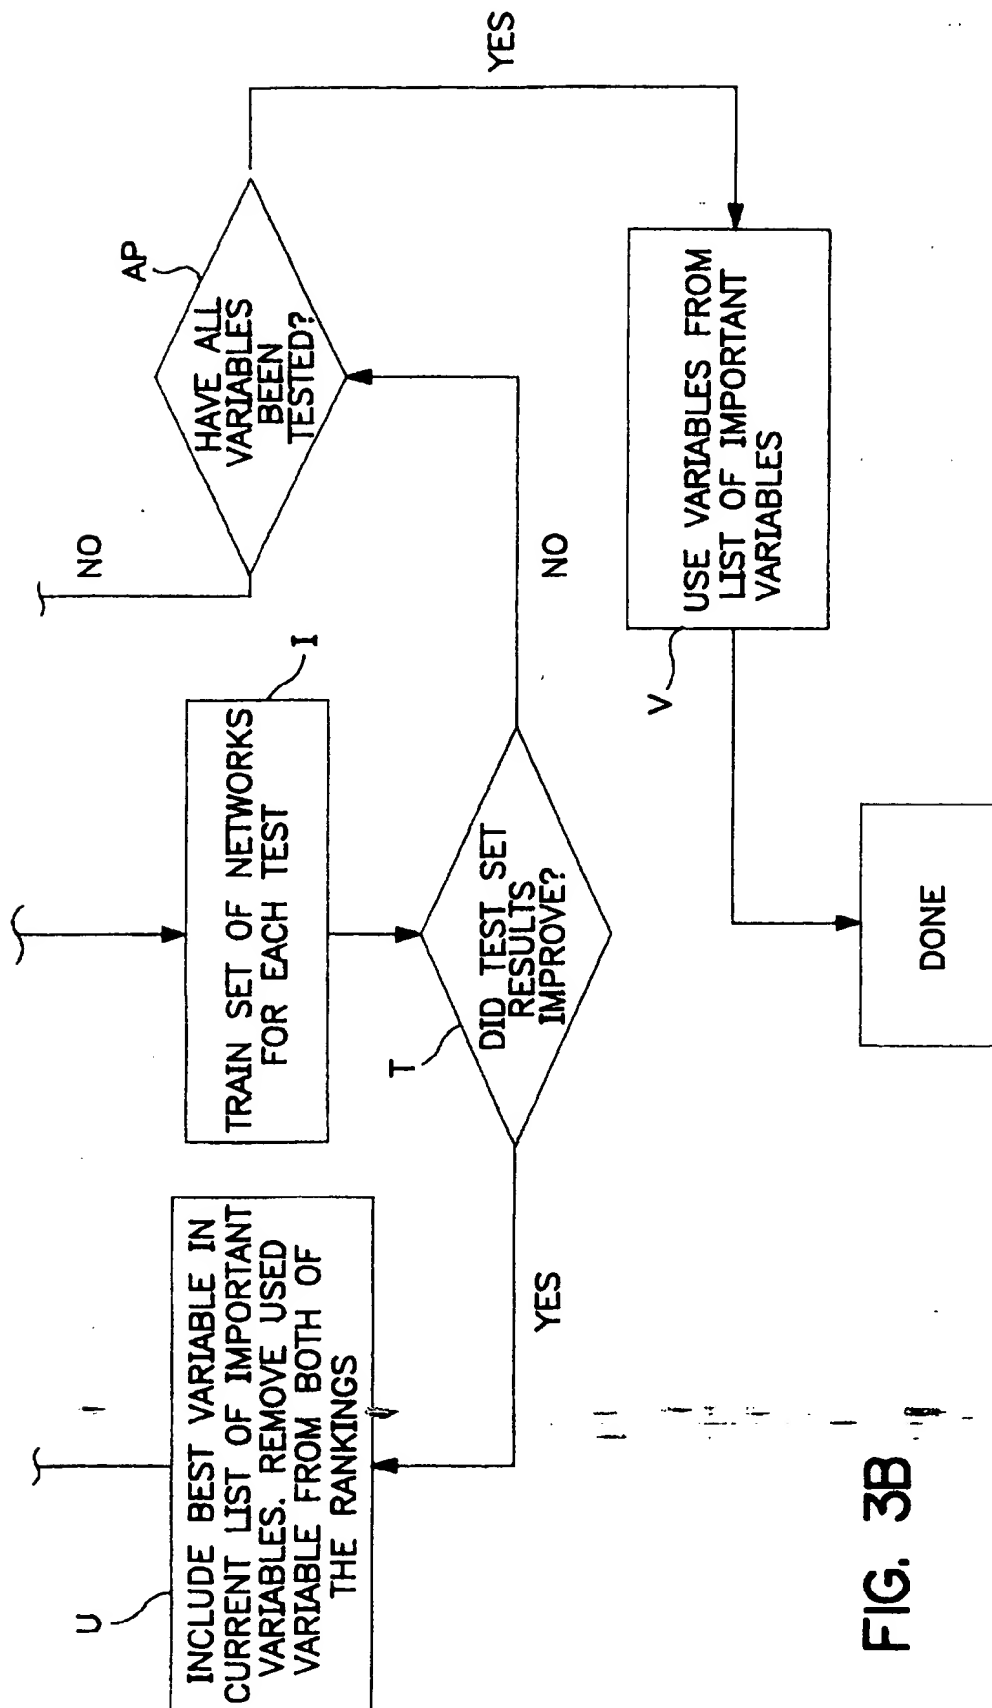 U
INCLUDE BEST VARIABLE IN
CURRENT LIST OF IMPORTANT
VARIABLES. REMOVE USED
VARIABLE FROM BOTH OF
THE RANKINGS
TRAIN SET OF NETWORKS
FOR EACH TEST
I
NO
HAVE ALL
VARIABLES
BEEN
TESTED?
AP
YES
T
DID TEST SET
RESULTS
IMPROVE?
YES
NO
V
USE VARIABLES FROM
LIST OF IMPORTANT
VARIABLES
DONE
FIG. 3B